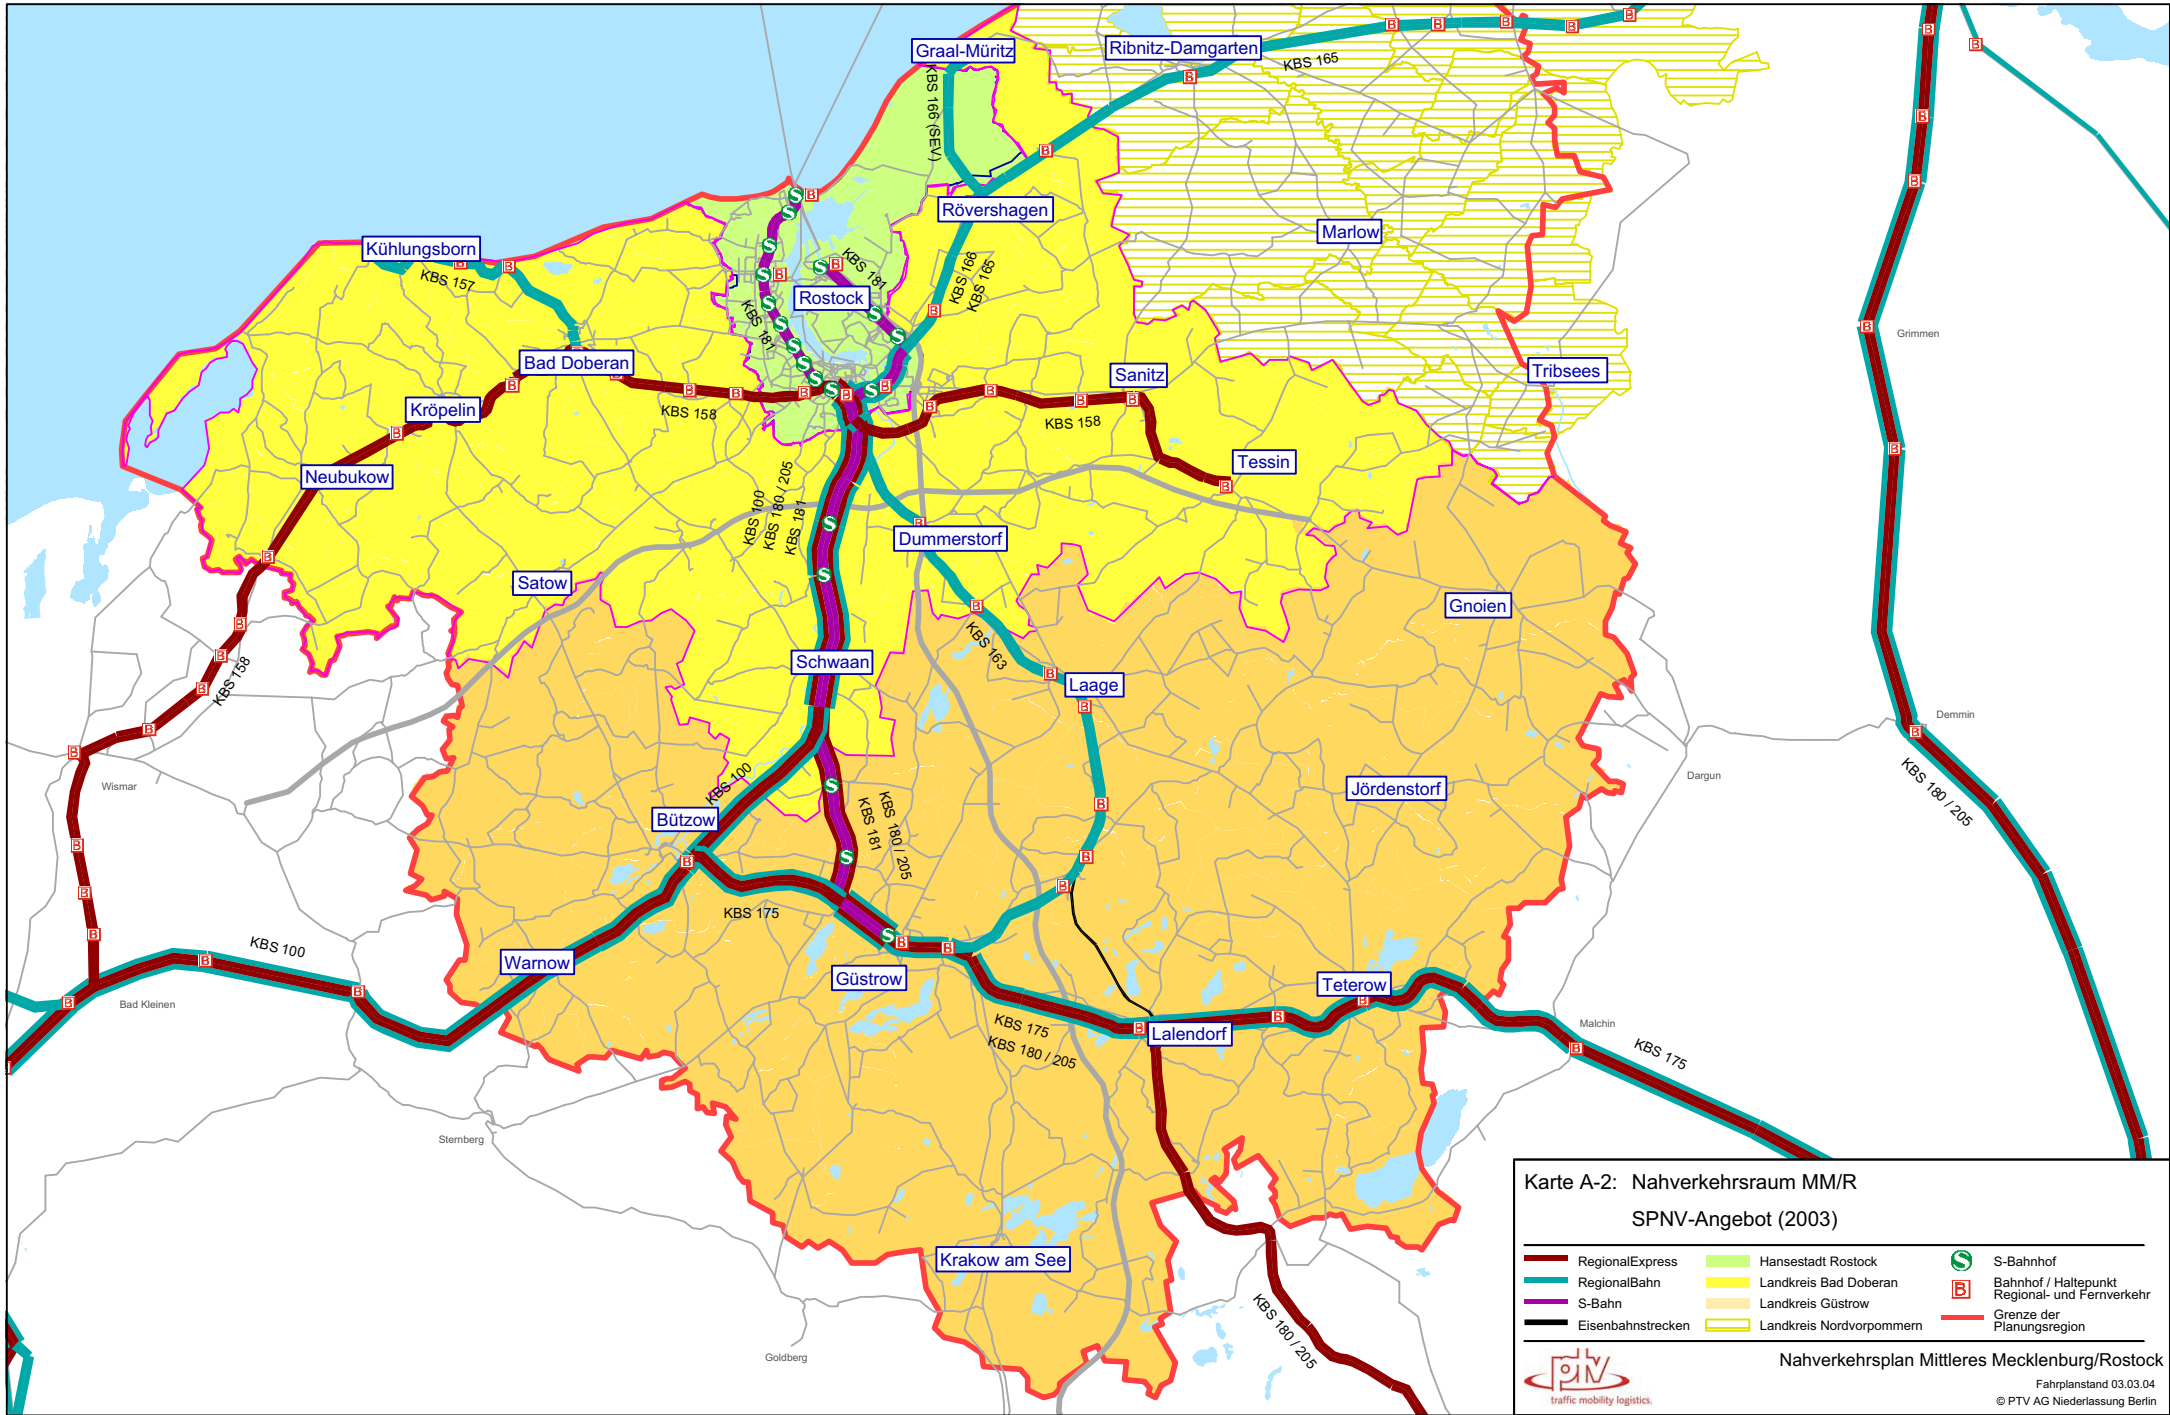 Graal-Müritz
Ribnitz-Damgarten
KBS 165
KBS 166 (SEV)
Rövershagen
Marlow
Kühlungsborn
KBS 157
KBS 181
Rostock
KBS 166
KBS 165
KBS 181
Grimmen
Bad Doberan
Sanitz
Tribsees
Kröpelin
KBS 158
KBS 158
Neubukow
Tessin
KBS 100
KBS 180 / 205
KBS 181
Dummerstorf
Satow
Gnoien
KBS 163
Schwaan
KBS 158
Laage
Demmin
Wismar
KBS 100
Dargun
Jördenstorf
KBS 180 / 205
Bützow
KBS 181
KBS 180 / 205
KBS 175
KBS 100
Warnow
Güstrow
Teterow
Bad Kleinen
KBS 175
KBS 180 / 205
Lalendorf
Malchin
KBS 175
Sternberg
Krakow am See
KBS 180 / 205
Goldberg
Karte A-2: Nahverkehrsraum MM/R
SPNV-Angebot (2003)
RegionalExpress
RegionalBahn
S-Bahn
Eisenbahnstrecken
Hansestadt Rostock
Landkreis Bad Doberan
Landkreis Güstrow
Landkreis Nordvorpommern
S S-Bahnhof
B Bahnhof / Haltepunkt
Regional- und Fernverkehr
Grenze der
Planungsregion
ptv
traffic mobility logistics.
Nahverkehrsplan Mittleres Mecklenburg/Rostock
Fahrplanstand 03.03.04
© PTV AG Niederlassung Berlin